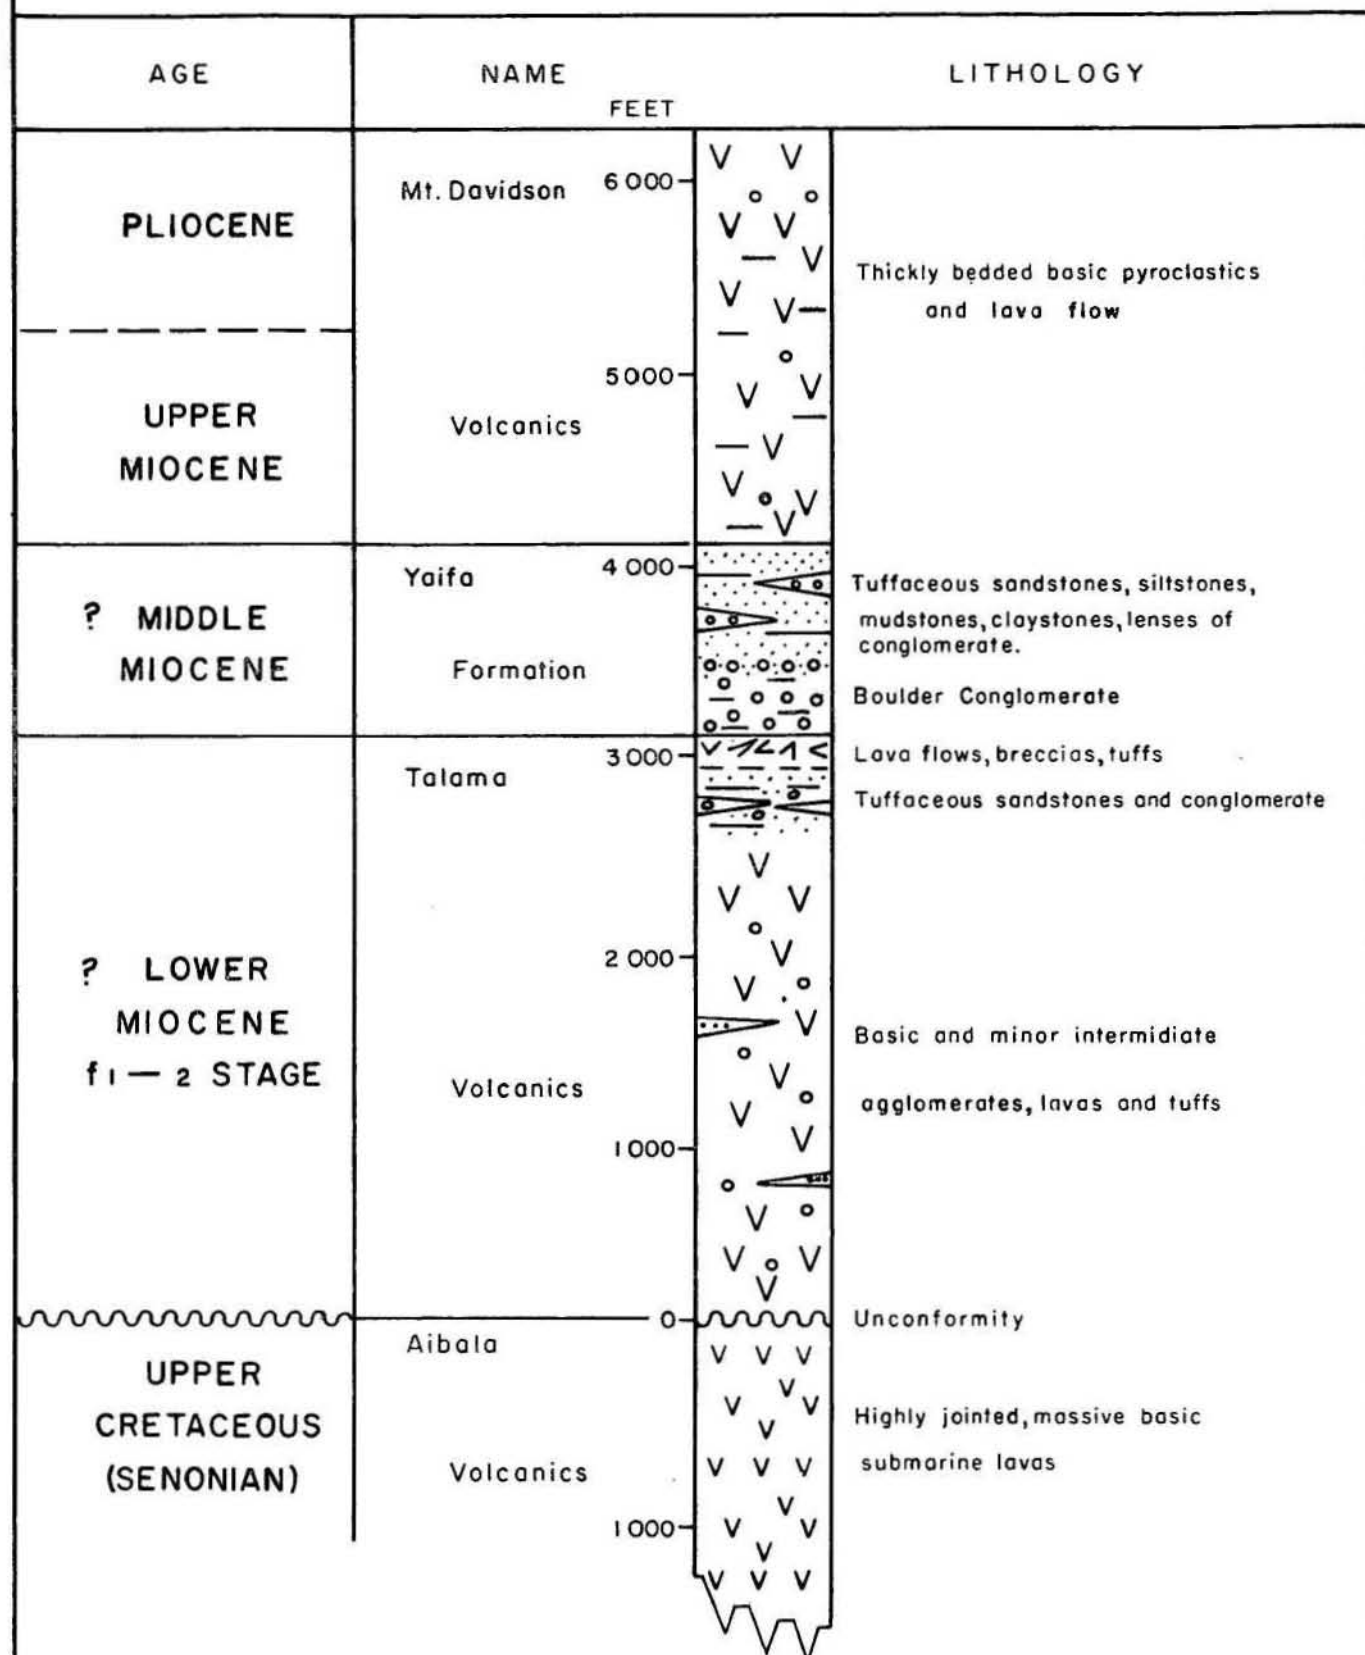 AGE
NAME
FEET
LITHOLOGY
PLIOCENE
UPPER
MIOCENE
? MIDDLE
MIOCENE
? LOWER
MIOCENE
f1 — 2 STAGE
UPPER
CRETACEOUS
(SENONIAN)
Mt. Davidson
Volcanics
Yaifa
Formation
Talama
Volcanics
Aibala
Volcanics
6000
5000
4000
3000
2000
1000
0
1000
Thickly bedded basic pyroclastics
and lava flow
Tuffaceous sandstones, siltstones,
mudstones, claystones, lenses of
conglomerate.
Boulder Conglomerate
Lava flows, breccias, tuffs
Tuffaceous sandstones and conglomerate
Basic and minor intermidiate
agglomerates, lavas and tuffs
Unconformity
Highly jointed, massive basic
submarine lavas